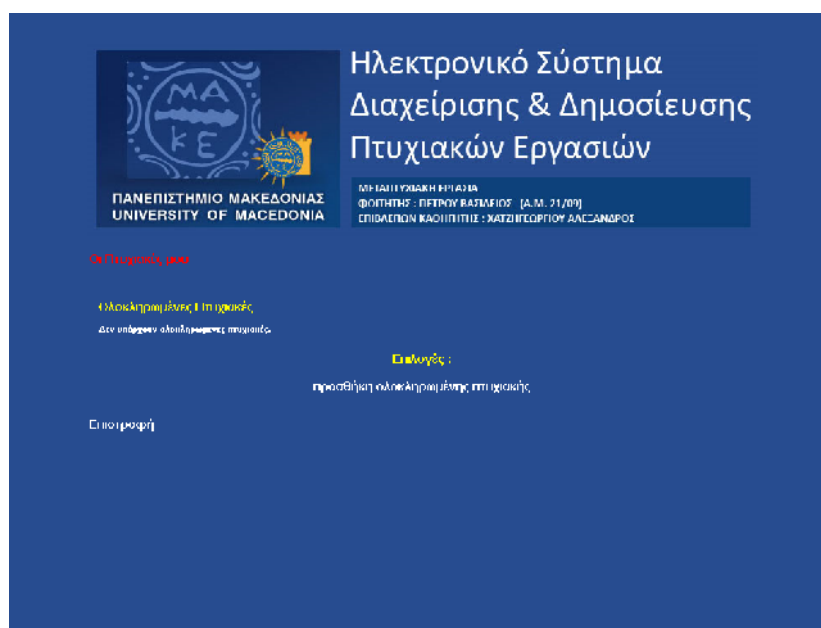 Ηλεκτρονικό Σύστημα
Διαχείρισης & Δημοσίευσης
Πτυχιακών Εργασιών
ΜΑ
ΚΕ
ΠΑΝΕΠΙΣΤΗΜΙΟ ΜΑΚΕΔΟΝΙΑΣ
UNIVERSITY OF MACEDONIA
ΜΕΤΑΠΤΥΧΙΑΚΗ ΕΡΓΑΣΙΑ
ΦΟΙΤΗΤΗΣ : ΠΕΤΡΟΥ ΒΑΣΙΛΕΙΟΣ (Α.Μ. 21/09)
ΕΠΙΒΛΕΠΩΝ ΚΑΘΗΓΗΤΗΣ : ΧΑΤΖΗΓΕΩΡΓΙΟΥ ΑΛΕΞΑΝΔΡΟΣ
Οι Πτυχιακές μου
Ολοκληρωμένες Πτυχιακές
Δεν υπάρχουν ολοκληρωμενες πτυχιακές.
Επιλογές :
προσθήκη ολοκληρωμένης πτυχιακής
Επιστροφή